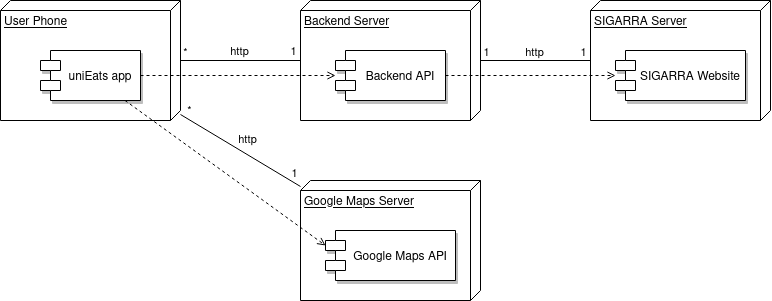 User Phone
Backend Server
SIGARRA Server
* http 1
1 http 1
uniEats app
Backend API
SIGARRA Website
*
http
1
Google Maps Server
Google Maps API